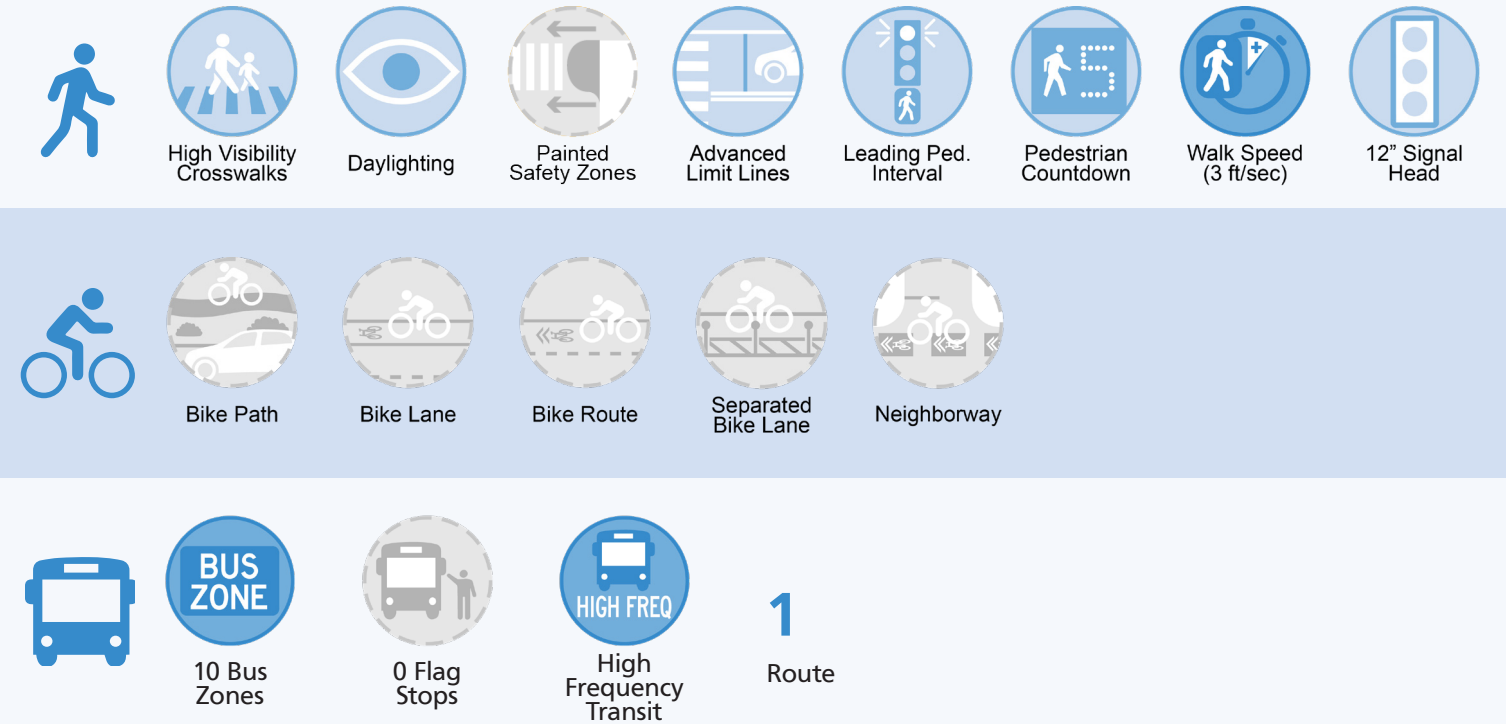 High Visibility
Crosswalks
Daylighting
Painted
Safety Zones
Advanced
Limit Lines
Leading Ped.
Interval
5
Pedestrian
Countdown
Walk Speed
(3 ft/sec)
12” Signal
Head
Bike Path
Bike Lane
Bike Route
Separated
Bike Lane
Neighborway
BUS
ZONE
10 Bus
Zones
0 Flag
Stops
HIGH FREQ
High
Frequency
Transit
1
Route